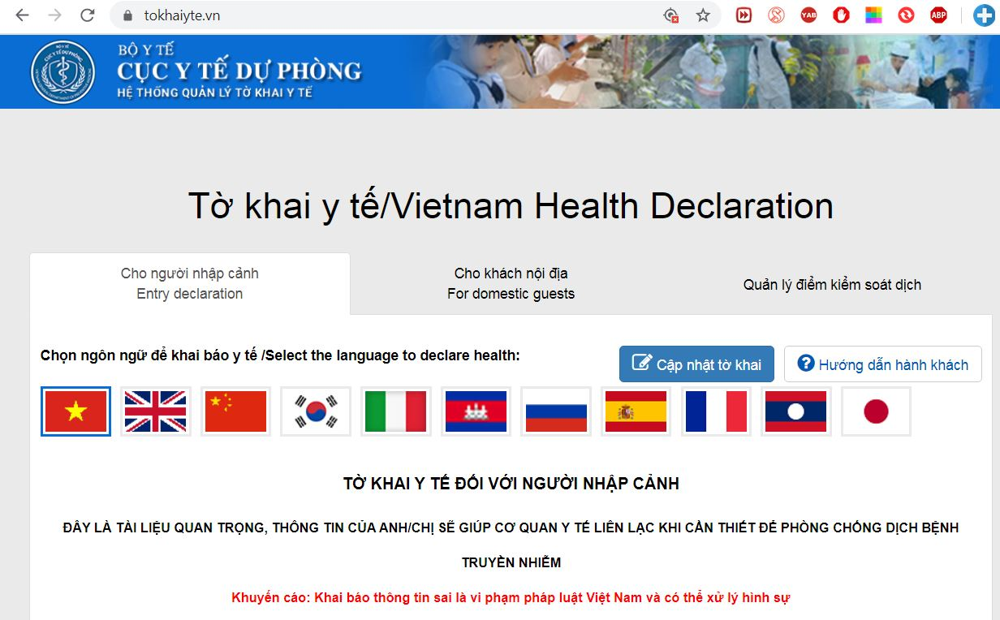 tokhaiyte.vn
YAB
ABP
BỘ Y TẾ
CỤC Y TẾ DỰ PHÒNG
HỆ THỐNG QUẢN LÝ TỜ KHAI Y TẾ
Tờ khai y tế/Vietnam Health Declaration
Cho người nhập cảnh
Entry declaration
Cho khách nội địa
For domestic guests
Quản lý điểm kiểm soát dịch
Chọn ngôn ngữ để khai báo y tế /Select the language to declare health:
Cập nhật tờ khai
Hướng dẫn hành khách
TỜ KHAI Y TẾ ĐỐI VỚI NGƯỜI NHẬP CẢNH
ĐÂY LÀ TÀI LIỆU QUAN TRỌNG, THÔNG TIN CỦA ANH/CHỊ SẼ GIÚP CƠ QUAN Y TẾ LIÊN LẠC KHI CẦN THIẾT ĐỂ PHÒNG CHỐNG DỊCH BỆNH
TRUYỀN NHIỄM
Khuyến cáo: Khai báo thông tin sai là vi phạm pháp luật Việt Nam và có thể xử lý hình sự